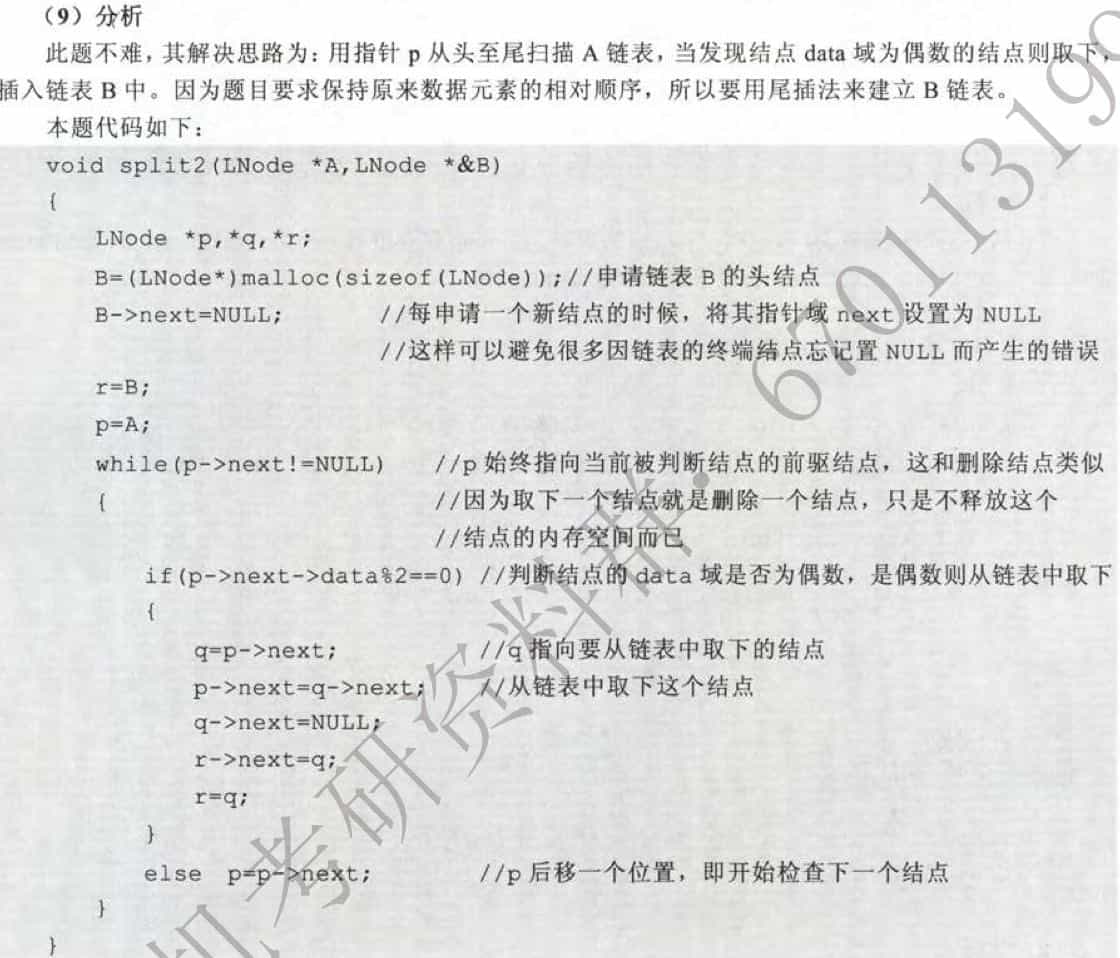 （9）分析
此题不难，其解决思路为：用指针 p 从头至尾扫描 A 链表，当发现结点 data 域为偶数的结点则取下，
插入链表 B 中。因为题目要求保持原来数据元素的相对顺序，所以要用尾插法来建立 B 链表。
本题代码如下：
void split2(LNode *A,LNode *&B)
{
LNode *p,*q,*r;
B=(LNode*)malloc(sizeof(LNode));//申请链表 B 的头结点
B->next=NULL; //每申请一个新结点的时候，将其指针域 next 设置为 NULL
//这样可以避免很多因链表的终端结点忘记置 NULL 而产生的错误
r=B;
p=A;
while(p->next!=NULL) //p 始终指向当前被判断结点的前驱结点，这和删除结点类似
{ //因为取下一个结点就是删除一个结点，只是不释放这个
//结点的内存空间而已
if(p->next->data%2==0) //判断结点的 data 域是否为偶数，是偶数则从链表中取下
{
q=p->next; //q 指向要从链表中取下的结点
p->next=q->next; //从链表中取下这个结点
q->next=NULL;
r->next=q;
r=q;
}
else p=p->next; //p 后移一个位置，即开始检查下一个结点
}
}
机考研资料群：67011319